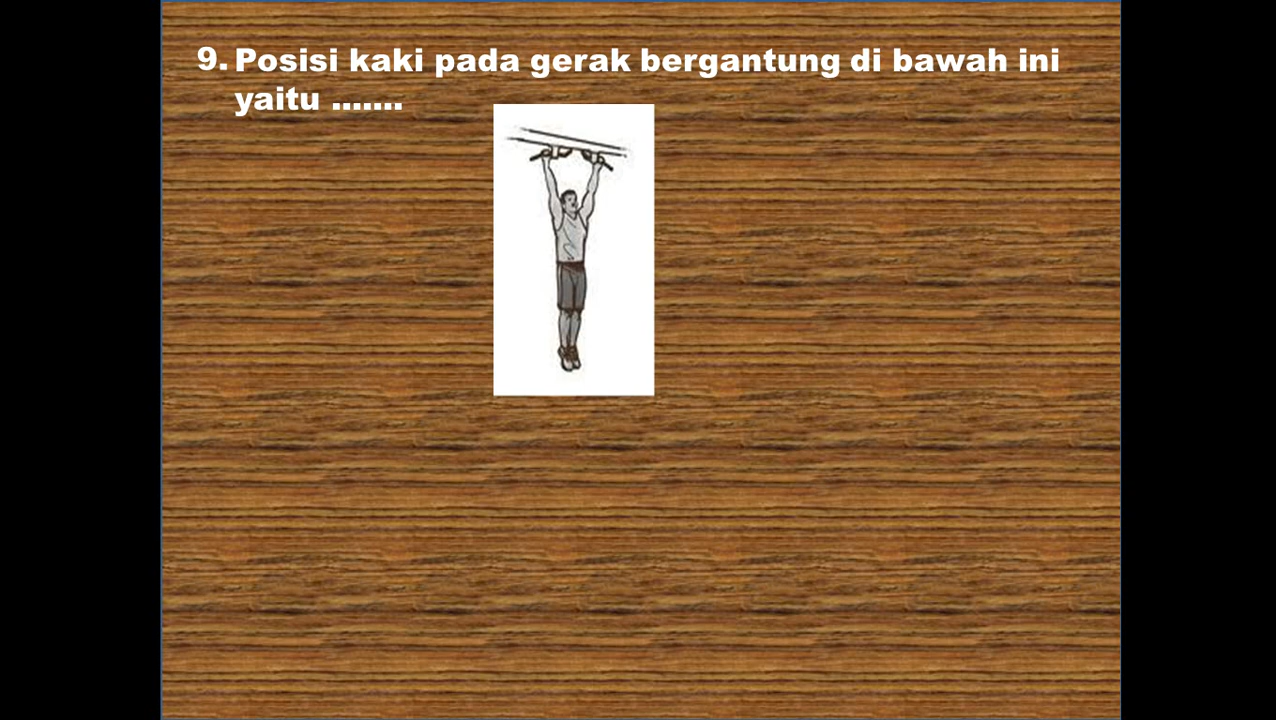 9. Posisi kaki pada gerak bergantung di bawah ini
yaitu .......